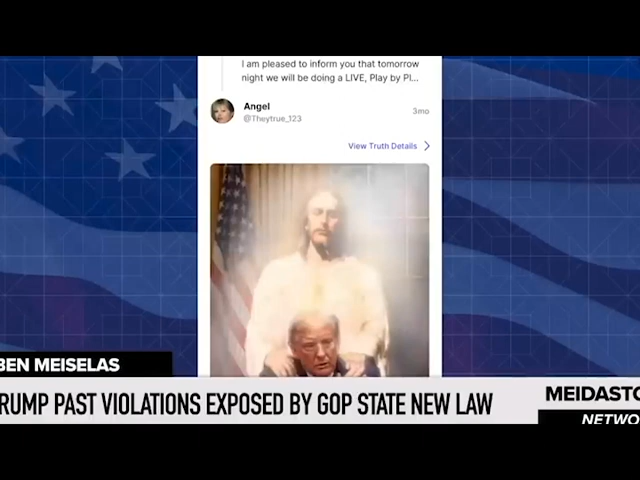 I am pleased to inform you that tomorrow
night we will be doing a LIVE, Play by Pl...
Angel
@Theytrue_123
3mo
View Truth Details
BEN MEISELAS
RUMP PAST VIOLATIONS EXPOSED BY GOP STATE NEW LAW
MEIDASTO
NETWO